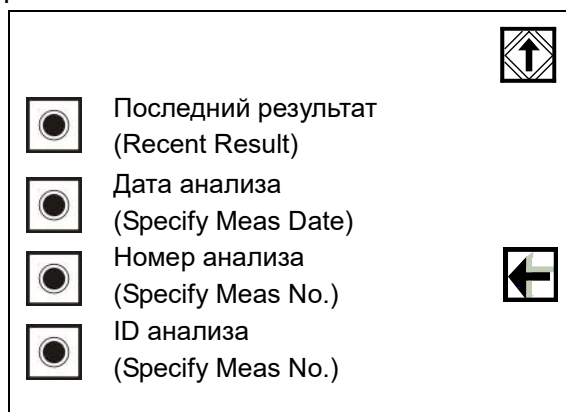 Последний результат
(Recent Result)
Дата анализа
(Specify Meas Date)
Номер анализа
(Specify Meas No.)
ID анализа
(Specify Meas No.)